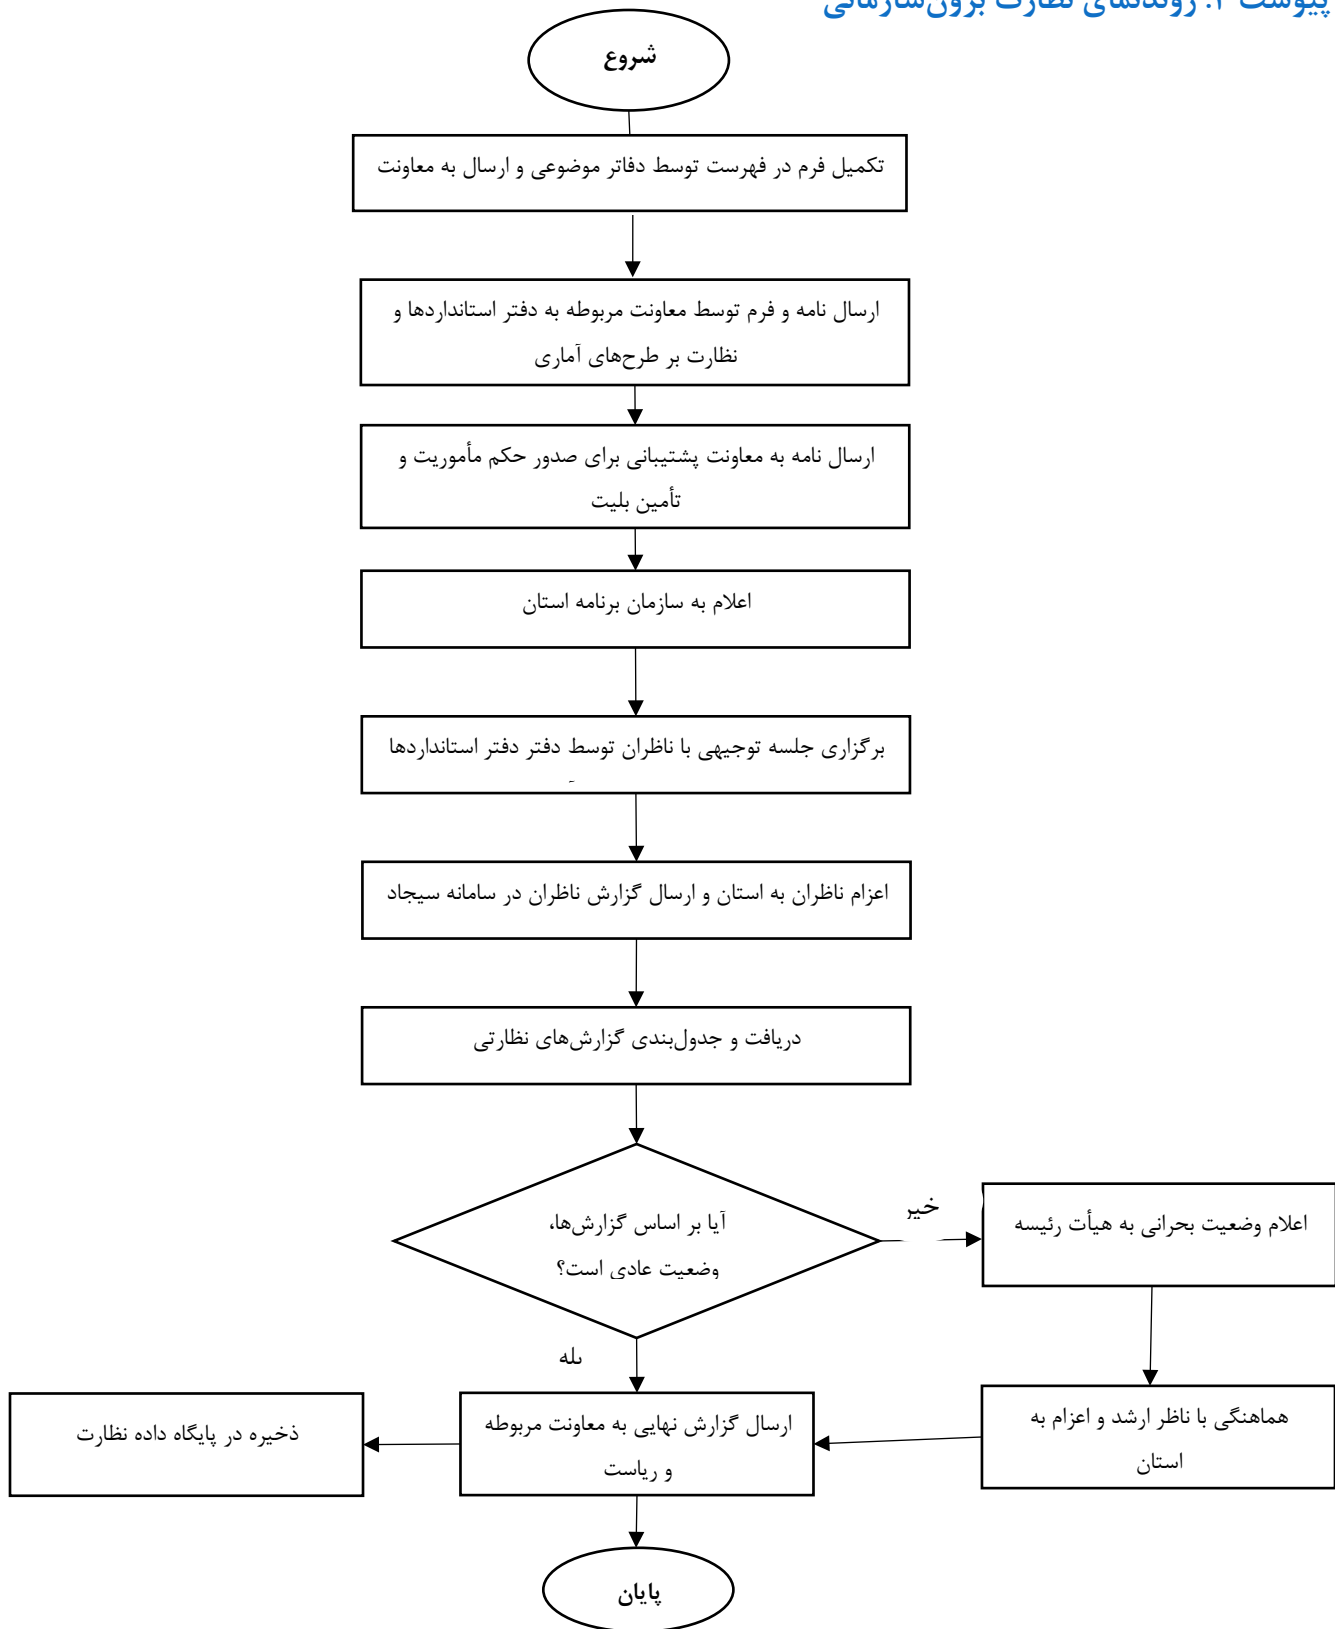 پیوست ۲. روندنمای نظارت برون‌سازمانی
شروع
تکمیل فرم در فهرست توسط دفاتر موضوعی و ارسال به معاونت
ارسال نامه و فرم توسط معاونت مربوطه به دفتر استانداردها و
نظارت بر طرح‌های آماری
ارسال نامه به معاونت پشتیبانی برای صدور حکم مأموریت و
تأمین بلیت
اعلام به سازمان برنامه استان
برگزاری جلسه توجیهی با ناظران توسط دفتر دفتر استانداردها
اعزام ناظران به استان و ارسال گزارش ناظران در سامانه سیجاد
دریافت و جدول‌بندی گزارش‌های نظارتی
آیا بر اساس گزارش‌ها،
وضعیت عادی است؟
خیر
اعلام وضعیت بحرانی به هیأت رئیسه
بله
هماهنگی با ناظر ارشد و اعزام به
استان
ارسال گزارش نهایی به معاونت مربوطه
و ریاست
ذخیره در پایگاه داده نظارت
پایان